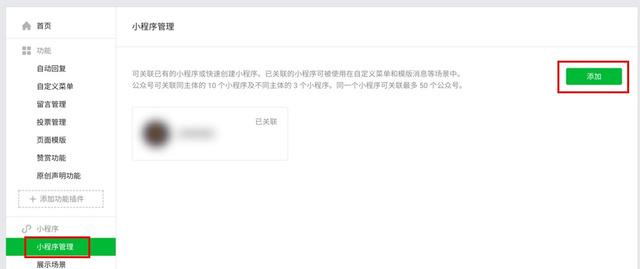 首页
功能
自动回复
自定义菜单
留言管理
投票管理
页面模版
赞赏功能
原创声明功能
添加功能插件
小程序
小程序管理
展示场景
小程序管理
可关联已有的小程序或快速创建小程序。已关联的小程序可被使用在自定义菜单和模版消息等场景中。
公众号可关联同主体的 10 个小程序及不同主体的 3 个小程序。同一个小程序可关联最多 50 个公众号。
添加
已关联